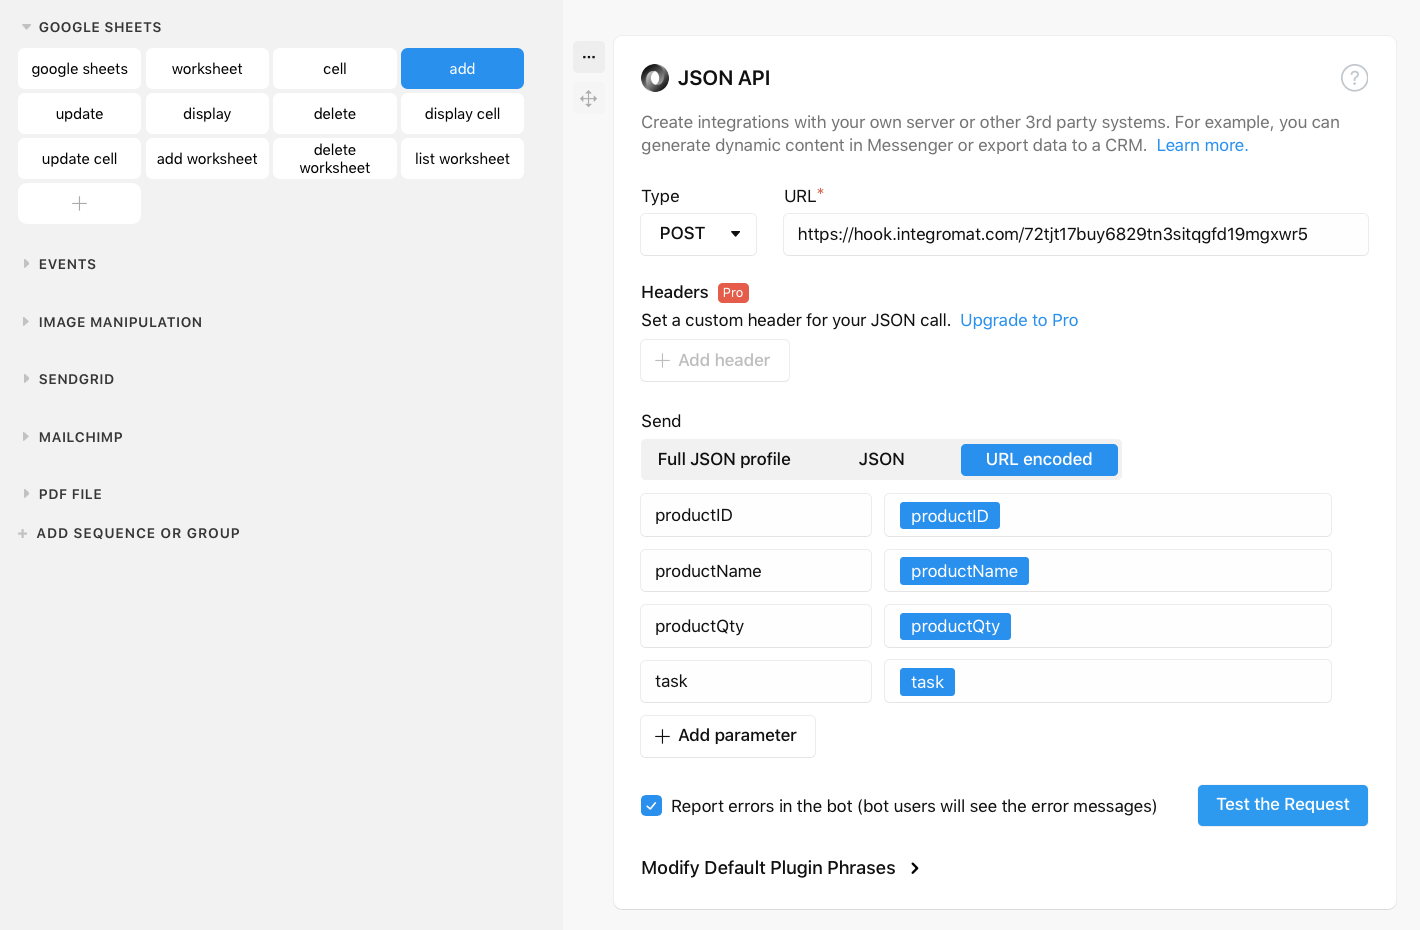 GOOGLE SHEETS
google sheets
worksheet
cell
add
update
display
delete
display cell
update cell
add worksheet
delete
worksheet
list worksheet
EVENTS
IMAGE MANIPULATION
SENDGRID
MAILCHIMP
PDF FILE
ADD SEQUENCE OR GROUP
JSON API
?
Create integrations with your own server or other 3rd party systems. For example, you can
generate dynamic content in Messenger or export data to a CRM. Learn more.
Type
URL*
POST
https://hook.integromat.com/72tjt17buy6829tn3sitqgfd19mgxwr5
Headers Pro
Set a custom header for your JSON call. Upgrade to Pro
+ Add header
Send
Full JSON profile
JSON
URL encoded
productID
productID
productName
productName
productQty
productQty
task
task
+ Add parameter
Report errors in the bot (bot users will see the error messages)
Test the Request
Modify Default Plugin Phrases